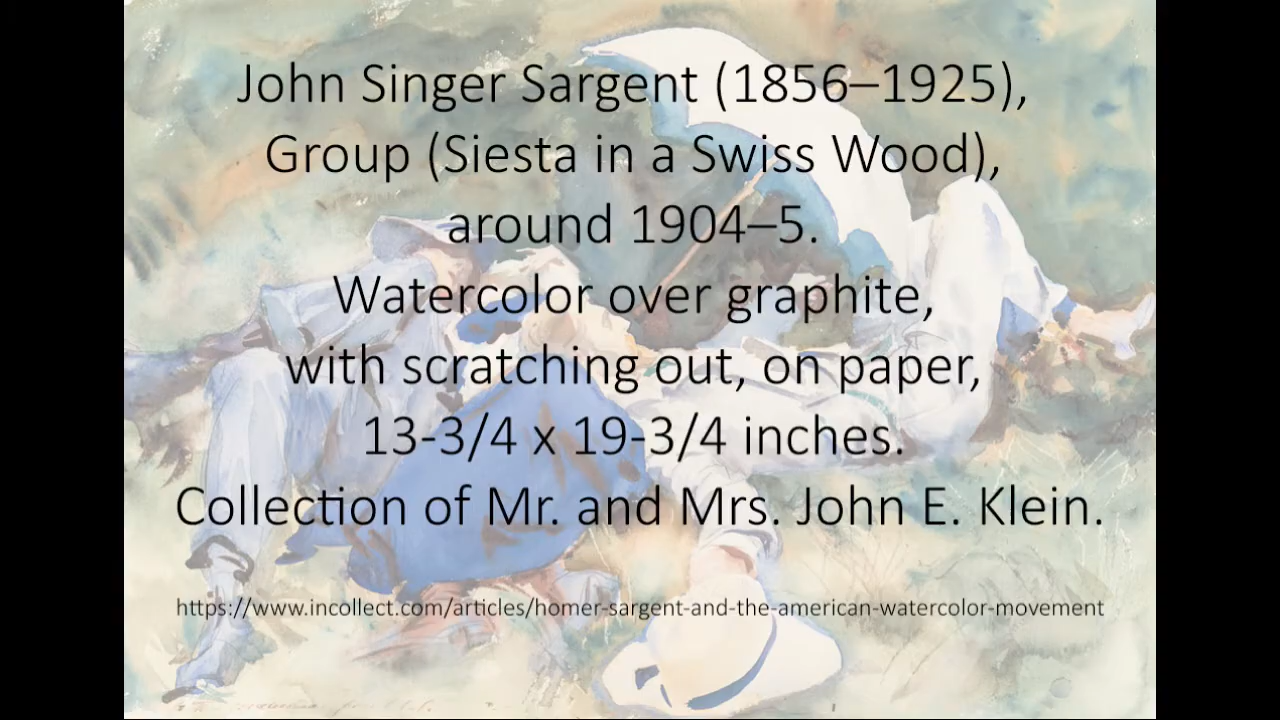 John Singer Sargent (1856–1925),
Group (Siesta in a Swiss Wood),
around 1904–5.
Watercolor over graphite,
with scratching out, on paper,
13-3/4 x 19-3/4 inches.
Collection of Mr. and Mrs. John E. Klein.
https://www.incollect.com/articles/homer-sargent-and-the-american-watercolor-movement